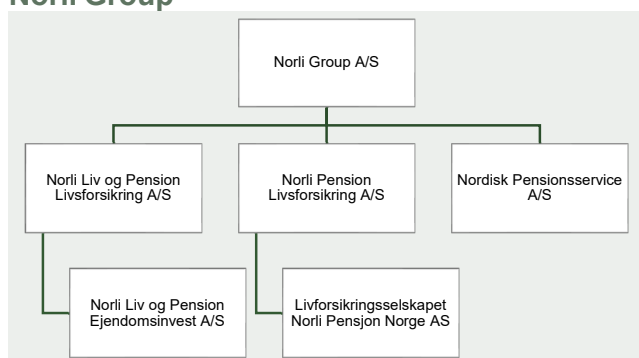 Norli Group
Norli Group A/S
Norli Liv og Pension
Livsforsikring A/S
Norli Pension
Livsforsikring A/S
Nordisk Pensionsservice
A/S
Norli Liv og Pension
Ejendomsinvest A/S
Livforsikringsselskapet
Norli Pensjon Norge AS